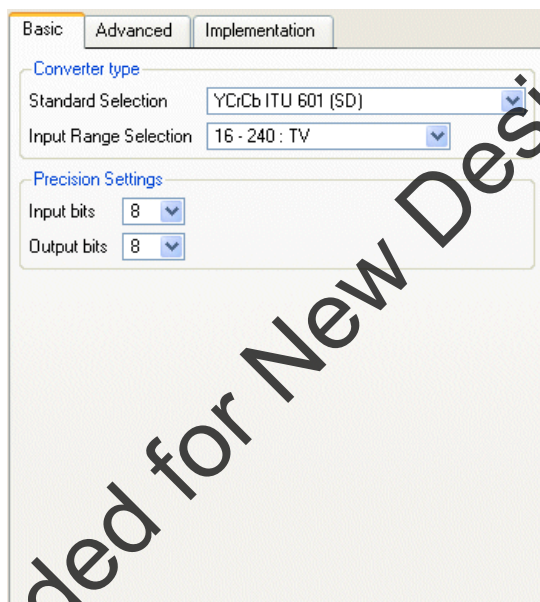 Basic Advanced Implementation
Converter type
Standard Selection YCrCb ITU 601 (SD)
Input Range Selection 16 - 240 : TV
Precision Settings
Input bits 8
Output bits 8
ded for New Desi